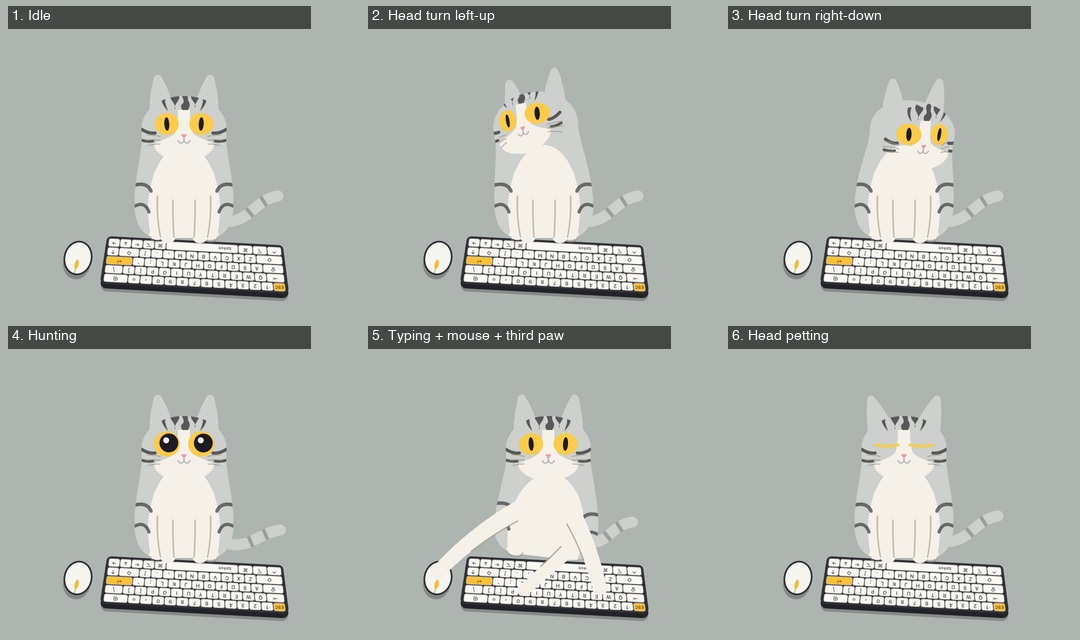 1. Idle
2. Head turn left-up
3. Head turn right-down
4. Hunting
5. Typing + mouse + third paw
6. Head petting